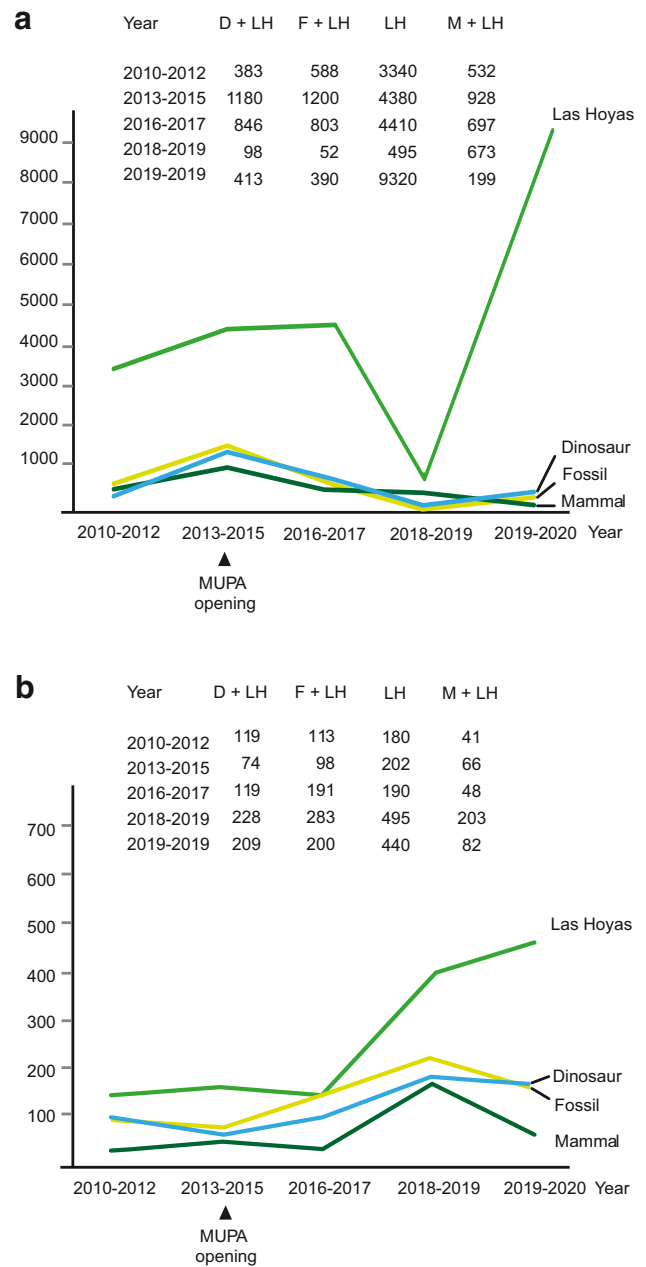 a
Year D + LH F + LH LH M + LH
2010-2012 383 588 3340 532
2013-2015 1180 1200 4380 928
2016-2017 846 803 4410 697
2018-2019 98 52 495 673
2019-2019 413 390 9320 199
Las Hoyas
9000
8000
7000
6000
5000
4000
3000
2000
1000
Dinosaur
Fossil
Mammal
2010-2012 2013-2015 2016-2017 2018-2019 2019-2020 Year
▲
MUPA
opening
b
Year D + LH F + LH LH M + LH
2010-2012 119 113 180 41
2013-2015 74 98 202 66
2016-2017 119 191 190 48
2018-2019 228 283 495 203
2019-2019 209 200 440 82
700
600
500
400
300
200
100
Las Hoyas
Dinosaur
Fossil
Mammal
2010-2012 2013-2015 2016-2017 2018-2019 2019-2020 Year
▲
MUPA
opening